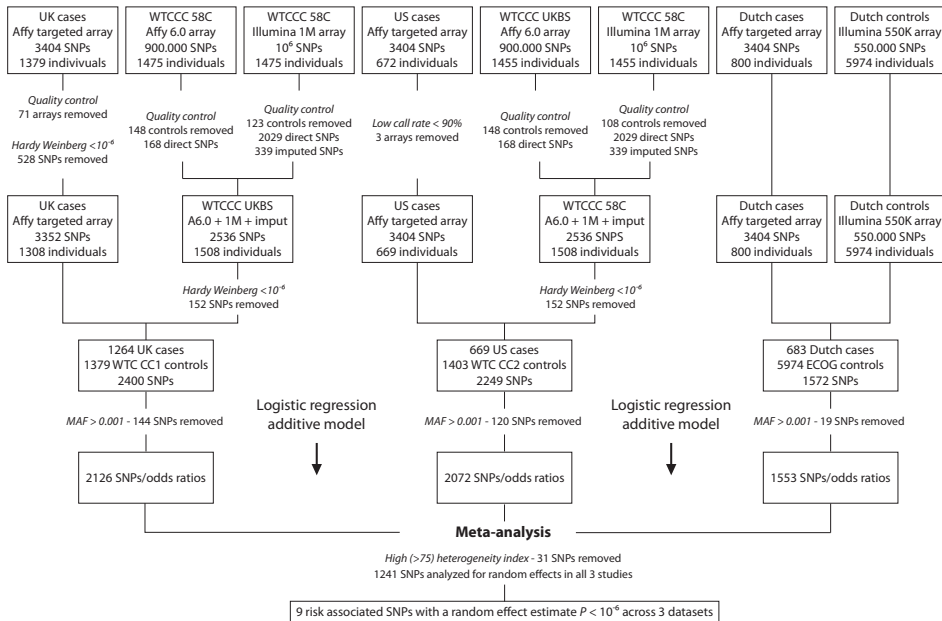 UK cases
Affy targeted array
3404 SNPs
1379 indiviuals
WTCCC 58C
Affy 6.0 array
900.000 SNPs
1475 individuals
WTCCC 58C
Illumina 1M array
10⁶ SNPs
1475 individuals
US cases
Affy targeted array
3404 SNPs
672 individuals
WTCCC UKBS
Affy 6.0 array
900.000 SNPs
1455 individuals
WTCCC 58C
Illumina 1M array
10⁶ SNPs
1455 individuals
Dutch cases
Affy targeted array
3404 SNPs
800 individuals
Dutch controls
Illumina 550K array
550.000 SNPs
5974 individuals
Quality control
71 arrays removed
Hardy Weinberg <10⁻⁶
528 SNPs removed
Quality control
148 controls removed
168 direct SNPs
Quality control
123 controls removed
2029 direct SNPs
339 imputed SNPs
Low call rate < 90%
3 arrays removed
Quality control
148 controls removed
168 direct SNPs
Quality control
108 controls removed
2029 direct SNPs
339 imputed SNPs
UK cases
Affy targeted array
3352 SNPs
1308 individuals
WTCCC UKBS
A6.0 + 1M + imput
2536 SNPs
1508 individuals
US cases
Affy targeted array
3404 SNPs
669 individuals
WTCCC 58C
A6.0 + 1M + imput
2536 SNPS
1508 individuals
Dutch cases
Affy targeted array
3404 SNPs
800 individuals
Dutch controls
Illumina 550K array
550.000 SNPs
5974 individuals
Hardy Weinberg <10⁻⁶
152 SNPs removed
Hardy Weinberg <10⁻⁶
152 SNPs removed
1264 UK cases
1379 WTC CC1 controls
2400 SNPs
669 US cases
1403 WTC CC2 controls
2249 SNPs
683 Dutch cases
5974 ECOG controls
1572 SNPs
MAF > 0.001 - 144 SNPs removed
Logistic regression
additive model
MAF > 0.001 - 120 SNPs removed
Logistic regression
additive model
MAF > 0.001 - 19 SNPs removed
2126 SNPs/odds ratios
2072 SNPs/odds ratios
1553 SNPs/odds ratios
Meta-analysis
High (>75) heterogeneity index - 31 SNPs removed
1241 SNPs analyzed for random effects in all 3 studies
9 risk associated SNPs with a random effect estimate P < 10⁻⁶ across 3 datasets